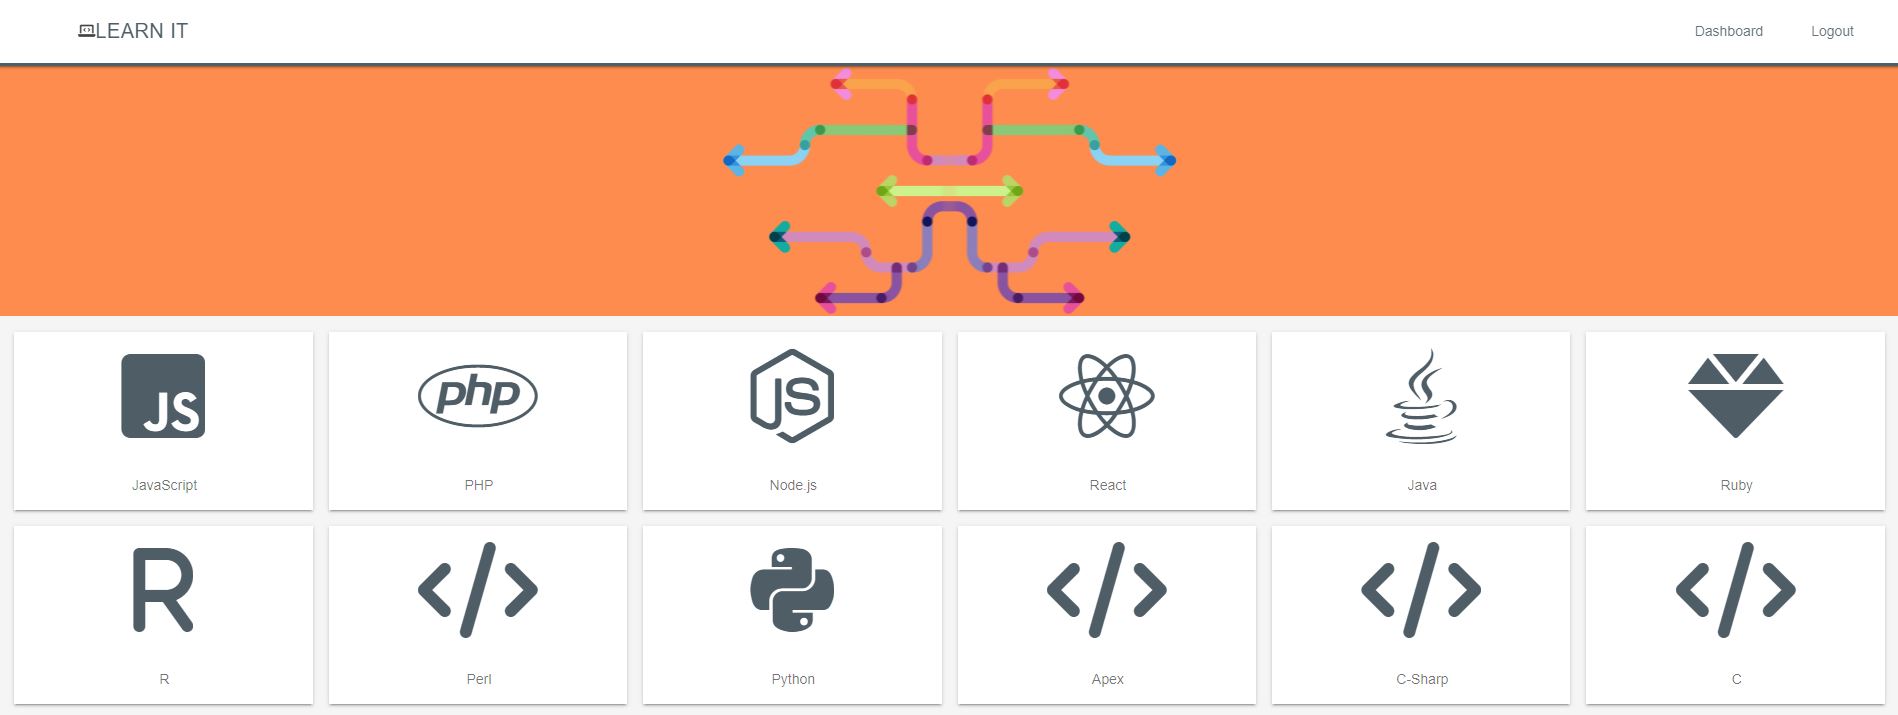 LEARN IT
Dashboard Logout
JS php JS
JavaScript PHP Node.js React Java Ruby
R </> </> </> </>
R Perl Python Apex C-Sharp C